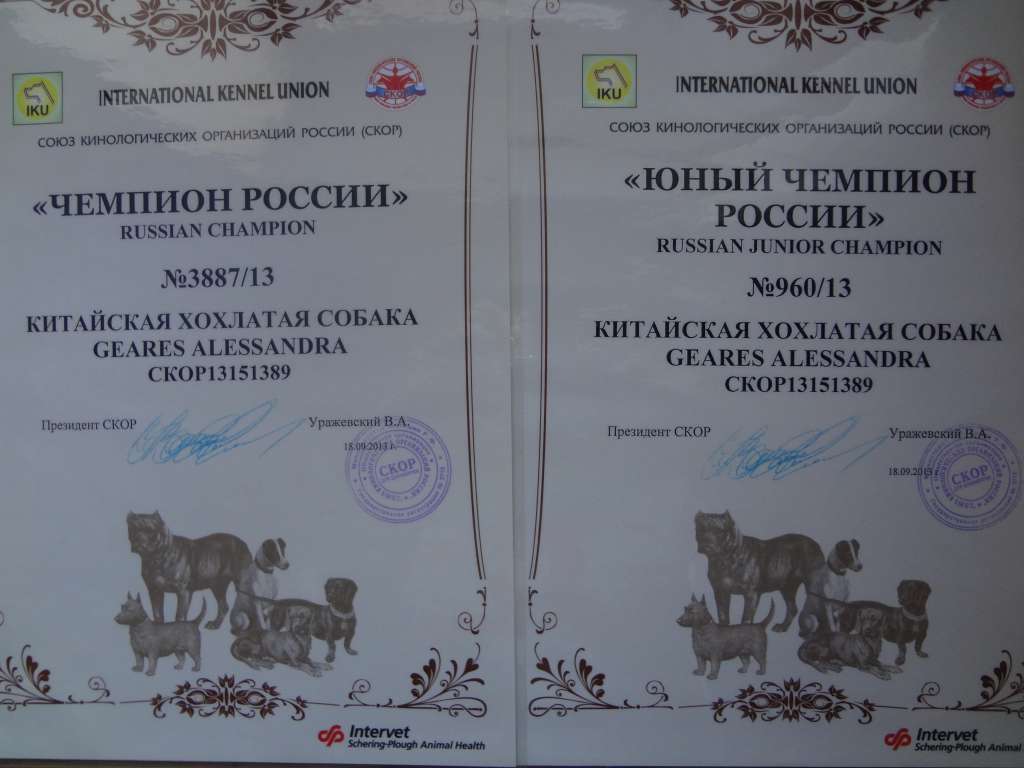 IKU
INTERNATIONAL KENNEL UNION
СКОР
СОЮЗ КИНОЛОГИЧЕСКИХ ОРГАНИЗАЦИЙ РОССИИ (СКОР)
«ЧЕМПИОН РОССИИ»
RUSSIAN CHAMPION
№3887/13
КИТАЙСКАЯ ХОХЛАТАЯ СОБАКА
GEARES ALESSANDRA
СКОР13151389
Президент СКОР
Уражевский В.А.
18.09.2013 г.
СКОР
Intervet
Schering-Plough Animal Health
IKU
INTERNATIONAL KENNEL UNION
СКОР
СОЮЗ КИНОЛОГИЧЕСКИХ ОРГАНИЗАЦИЙ РОССИИ (СКОР)
«ЮНЫЙ ЧЕМПИОН
РОССИИ»
RUSSIAN JUNIOR CHAMPION
№960/13
КИТАЙСКАЯ ХОХЛАТАЯ СОБАКА
GEARES ALESSANDRA
СКОР13151389
Президент СКОР
Уражевский В.А.
18.09.2013 г.
СКОР
Intervet
Schering-Plough Animal